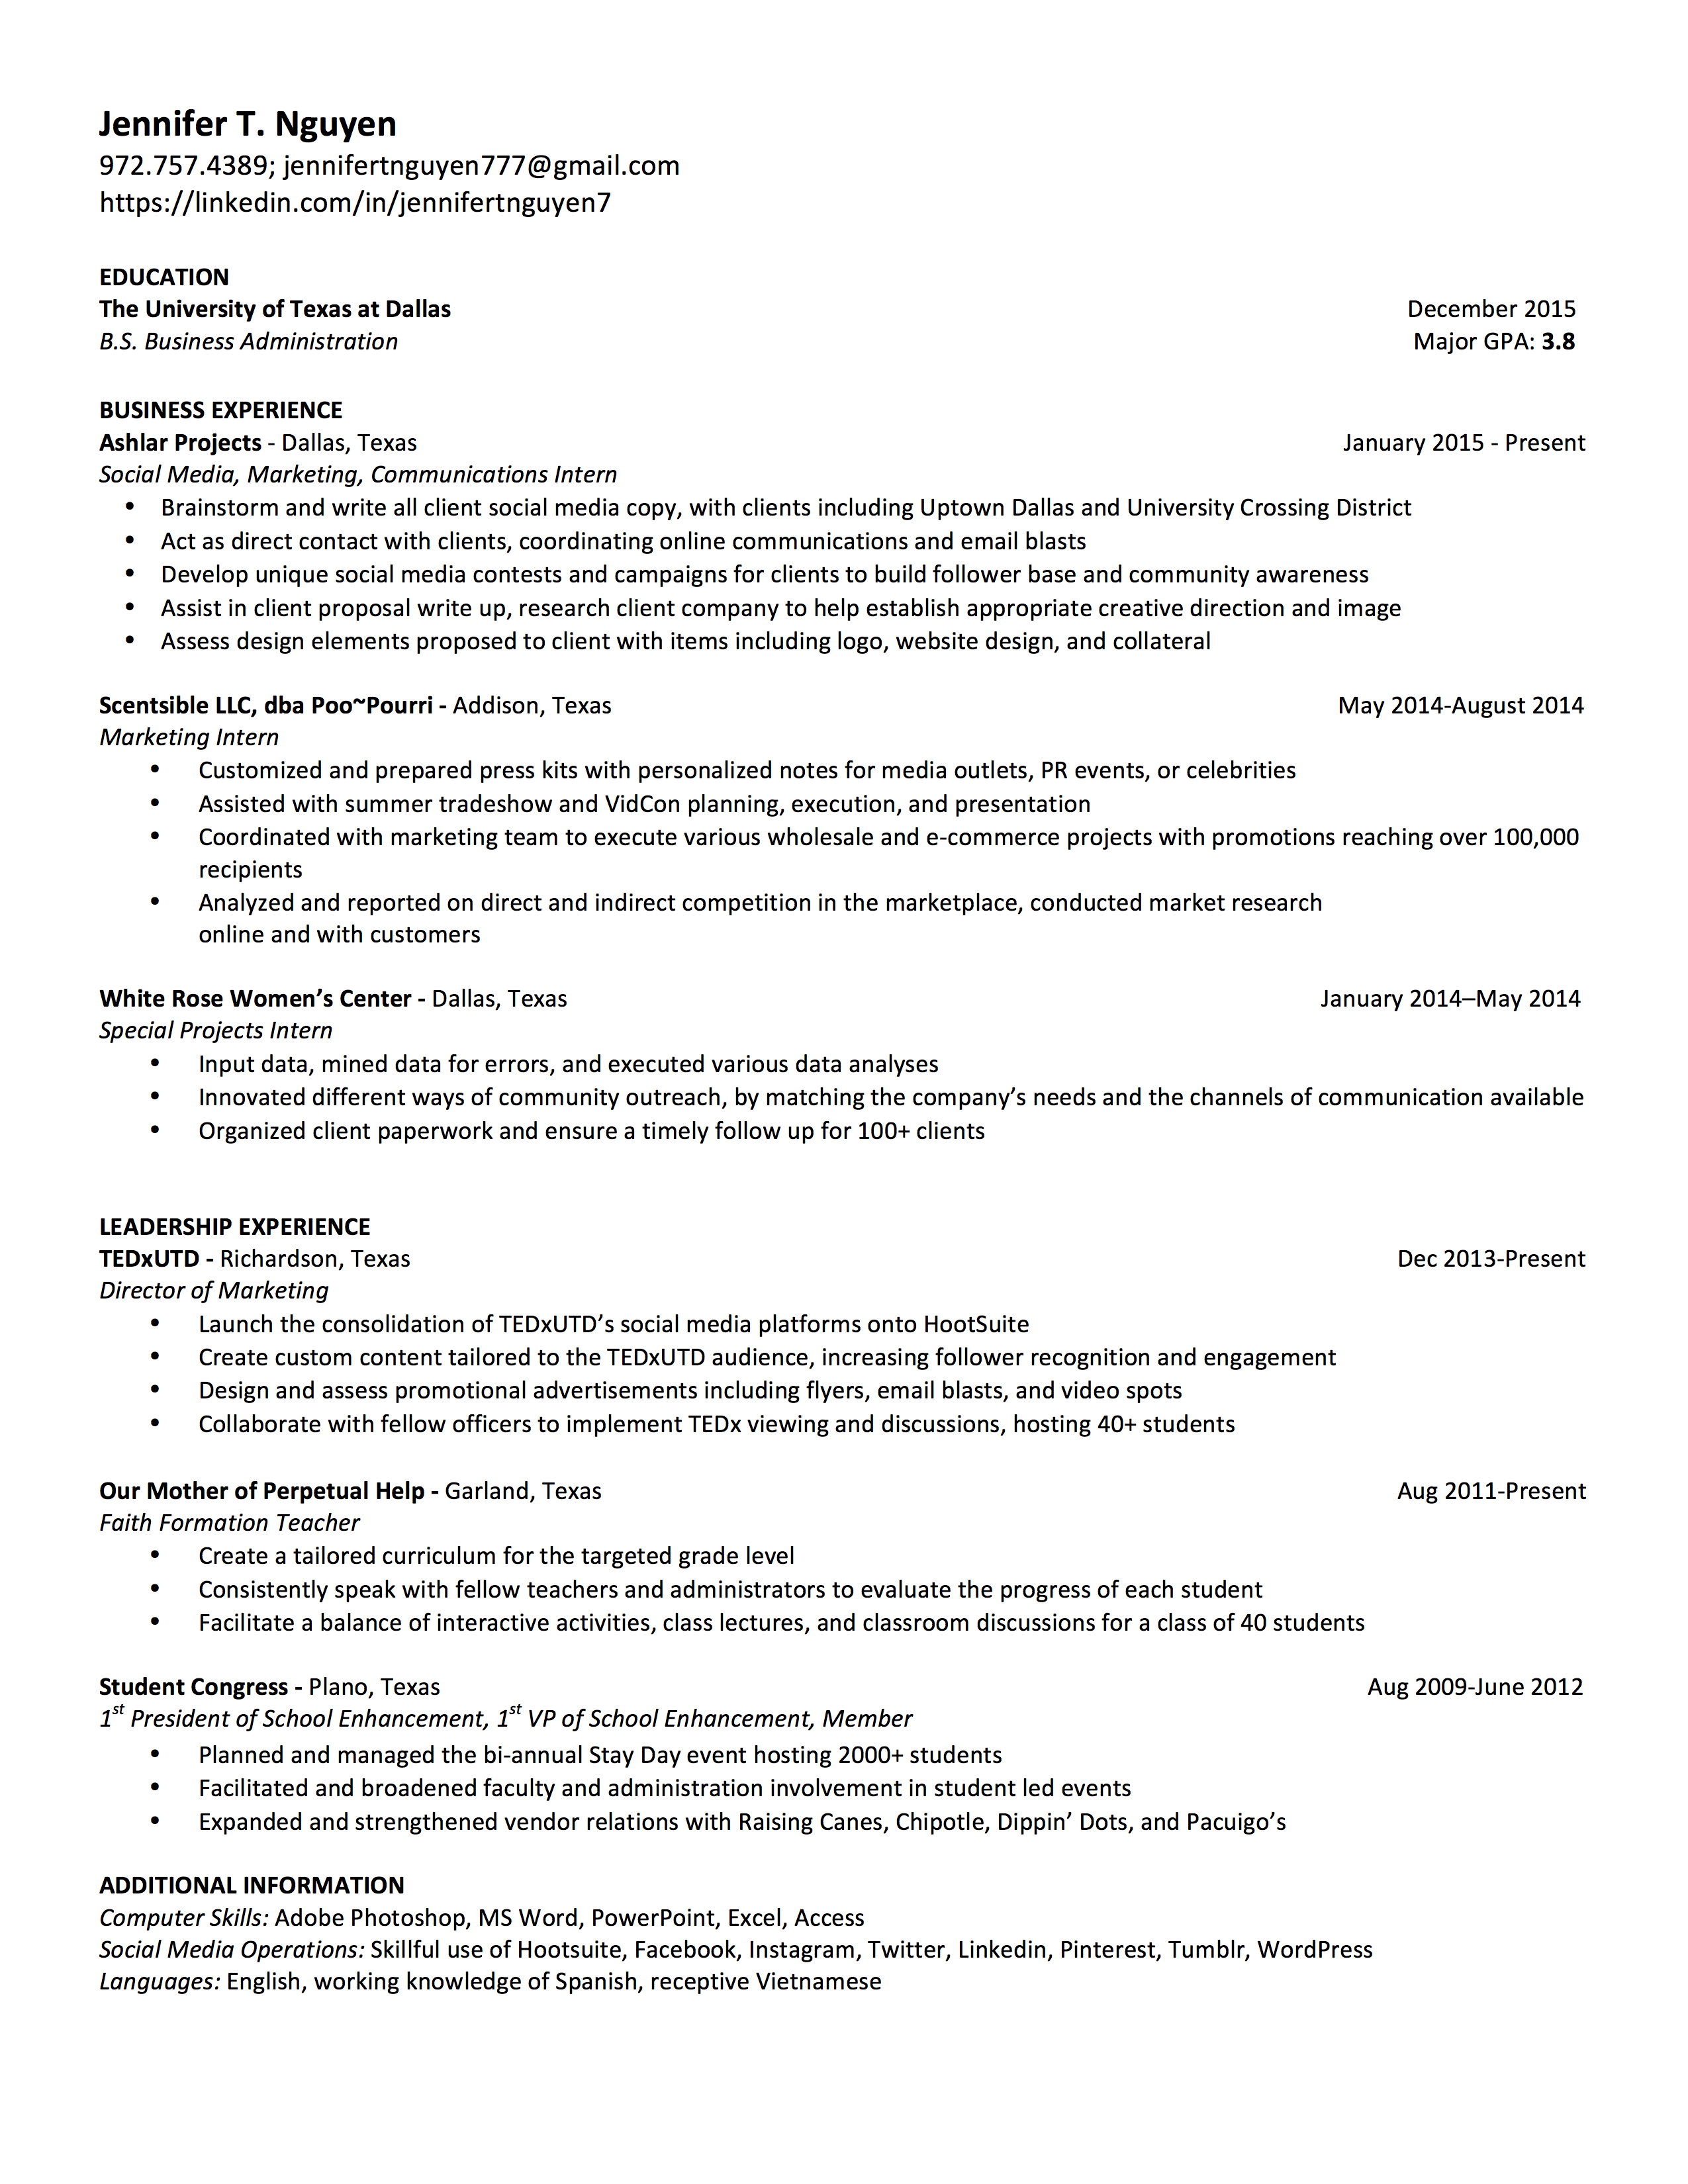 Jennifer T. Nguyen
972.757.4389; jennifertnguyen777@gmail.com
https://linkedin.com/in/jennifertnguyen7
EDUCATION
The University of Texas at Dallas December 2015
B.S. Business Administration Major GPA: 3.8
BUSINESS EXPERIENCE
Ashlar Projects - Dallas, Texas January 2015 - Present
Social Media, Marketing, Communications Intern
• Brainstorm and write all client social media copy, with clients including Uptown Dallas and University Crossing District
• Act as direct contact with clients, coordinating online communications and email blasts
• Develop unique social media contests and campaigns for clients to build follower base and community awareness
• Assist in client proposal write up, research client company to help establish appropriate creative direction and image
• Assess design elements proposed to client with items including logo, website design, and collateral
Scentsible LLC, dba Poo~Pourri - Addison, Texas May 2014-August 2014
Marketing Intern
• Customized and prepared press kits with personalized notes for media outlets, PR events, or celebrities
• Assisted with summer tradeshow and VidCon planning, execution, and presentation
• Coordinated with marketing team to execute various wholesale and e-commerce projects with promotions reaching over 100,000
recipients
• Analyzed and reported on direct and indirect competition in the marketplace, conducted market research
online and with customers
White Rose Women’s Center - Dallas, Texas January 2014–May 2014
Special Projects Intern
• Input data, mined data for errors, and executed various data analyses
• Innovated different ways of community outreach, by matching the company’s needs and the channels of communication available
• Organized client paperwork and ensure a timely follow up for 100+ clients
LEADERSHIP EXPERIENCE
TEDxUTD - Richardson, Texas Dec 2013-Present
Director of Marketing
• Launch the consolidation of TEDxUTD’s social media platforms onto HootSuite
• Create custom content tailored to the TEDxUTD audience, increasing follower recognition and engagement
• Design and assess promotional advertisements including flyers, email blasts, and video spots
• Collaborate with fellow officers to implement TEDx viewing and discussions, hosting 40+ students
Our Mother of Perpetual Help - Garland, Texas Aug 2011-Present
Faith Formation Teacher
• Create a tailored curriculum for the targeted grade level
• Consistently speak with fellow teachers and administrators to evaluate the progress of each student
• Facilitate a balance of interactive activities, class lectures, and classroom discussions for a class of 40 students
Student Congress - Plano, Texas Aug 2009-June 2012
1st President of School Enhancement, 1st VP of School Enhancement, Member
• Planned and managed the bi-annual Stay Day event hosting 2000+ students
• Facilitated and broadened faculty and administration involvement in student led events
• Expanded and strengthened vendor relations with Raising Canes, Chipotle, Dippin’ Dots, and Pacuigo’s
ADDITIONAL INFORMATION
Computer Skills: Adobe Photoshop, MS Word, PowerPoint, Excel, Access
Social Media Operations: Skillful use of Hootsuite, Facebook, Instagram, Twitter, Linkedin, Pinterest, Tumblr, WordPress
Languages: English, working knowledge of Spanish, receptive Vietnamese